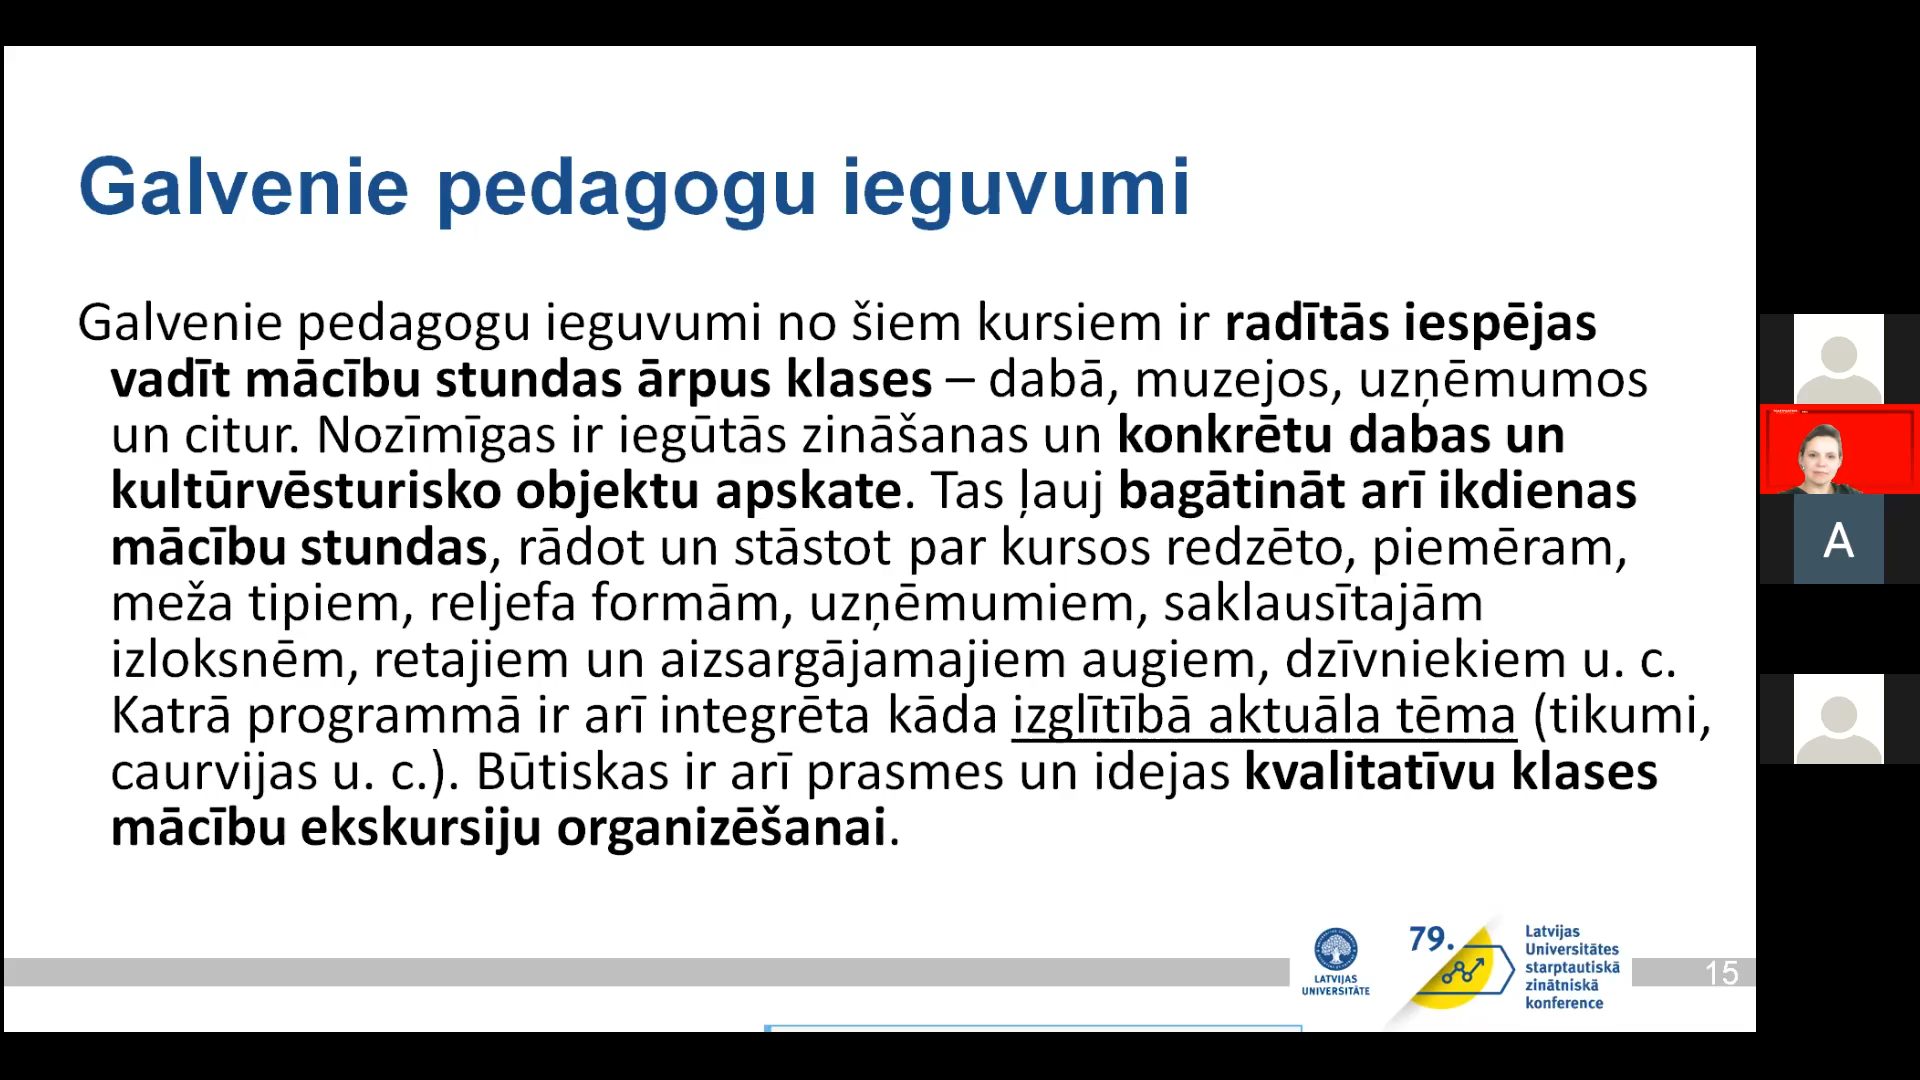 Galvenie pedagogu ieguvumi
Galvenie pedagogu ieguvumi no šiem kursiem ir radītās iespējas
vadīt mācību stundas ārpus klases – dabā, muzejos, uzņēmumos
un citur. Nozīmīgas ir iegūtās zināšanas un konkrētu dabas un
kultūrvēsturisko objektu apskate. Tas ļauj bagātināt arī ikdienas
mācību stundas, rādot un stāstot par kursos redzēto, piemēram,
meža tipiem, reljefa formām, uzņēmumiem, saklausītajām
izloksnēm, retajiem un aizsargājamajiem augiem, dzīvniekiem u. c.
Katrā programmā ir arī integrēta kāda izglītībā aktuāla tēma (tikumi,
caurvijas u. c.). Būtiskas ir arī prasmes un idejas kvalitatīvu klases
mācību ekskursiju organizēšanai.
A
LATVIJAS
UNIVERSITĀTE
79.
Latvijas
Universitātes
starptautiskā
zinātniskā
konference
15